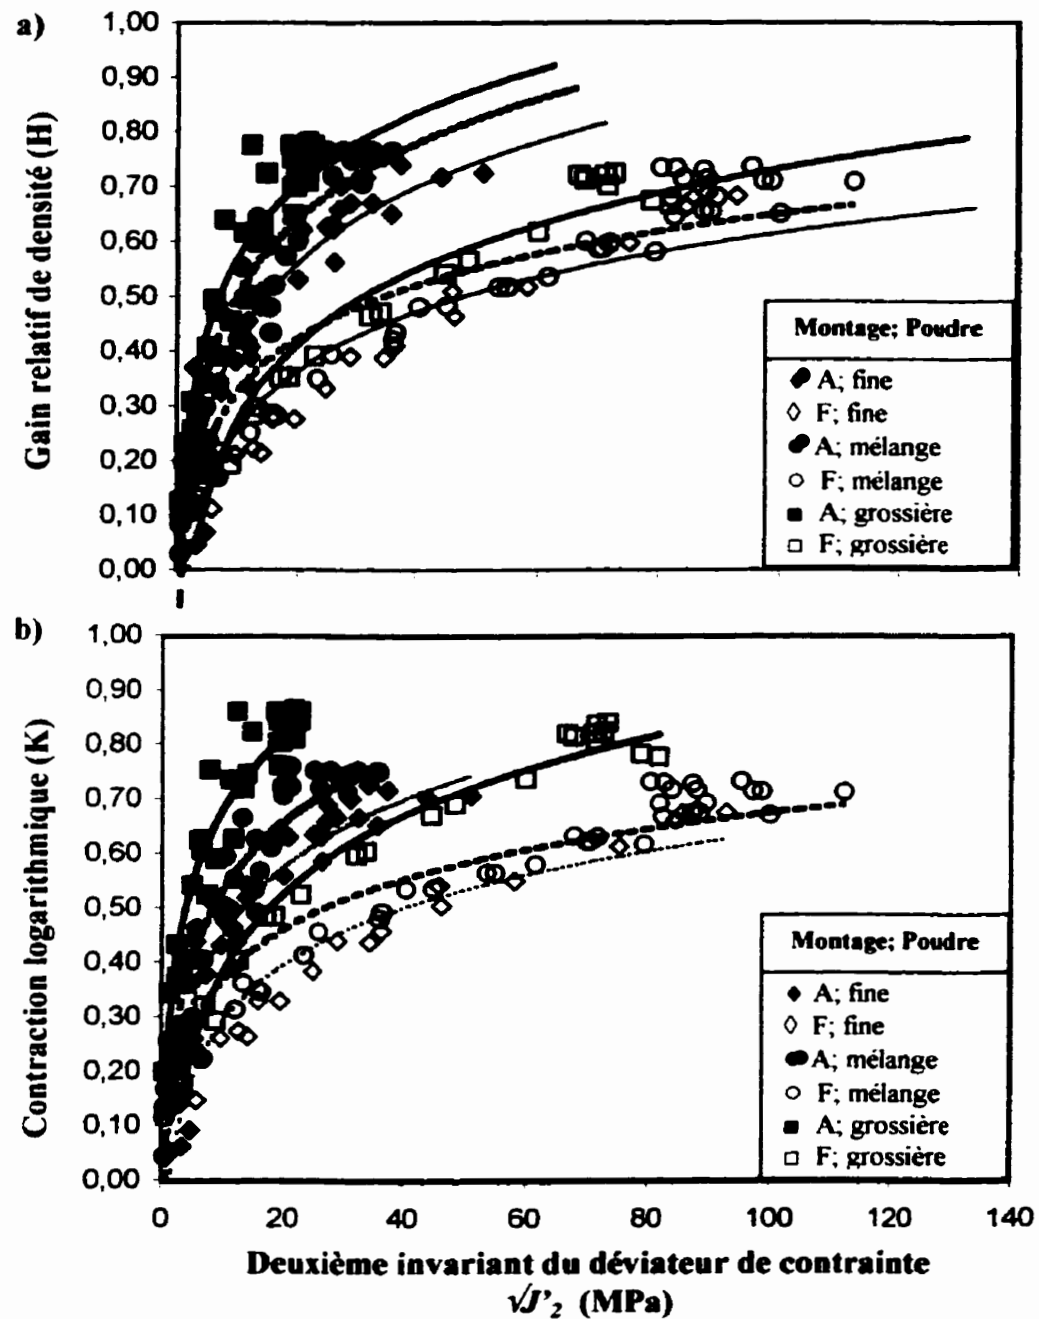 a)
Gain relatif de densité (H)
1,00
0,90
0,80
0,70
0,60
0,50
0,40
0,30
0,20
0,10
0,00
Montage; Poudre
A; fine
F; fine
A; mélange
F; mélange
A; grossière
F; grossière
b)
Contraction logarithmique (K)
1,00
0,90
0,80
0,70
0,60
0,50
0,40
0,30
0,20
0,10
0,00
Montage; Poudre
A; fine
F; fine
A; mélange
F; mélange
A; grossière
F; grossière
0 20 40 60 80 100 120 140
Deuxième invariant du déviateur de contrainte
√J'₂ (MPa)